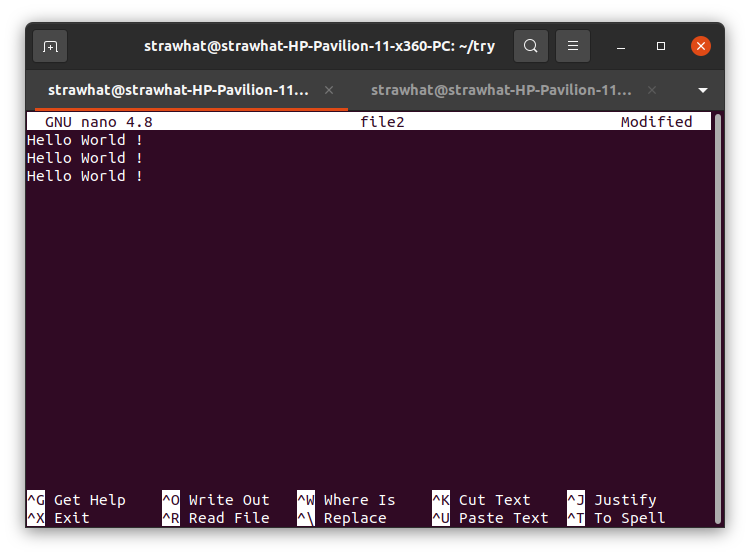 strawhat@strawhat-HP-Pavilion-11-x360-PC: ~/try
strawhat@strawhat-HP-Pavilion-11... strawhat@strawhat-HP-Pavilion-11...
GNU nano 4.8 file2 Modified
Hello World !
Hello World !
Hello World !
^G Get Help ^O Write Out ^W Where Is ^K Cut Text ^J Justify
^X Exit ^R Read File ^\ Replace ^U Paste Text ^T To Spell